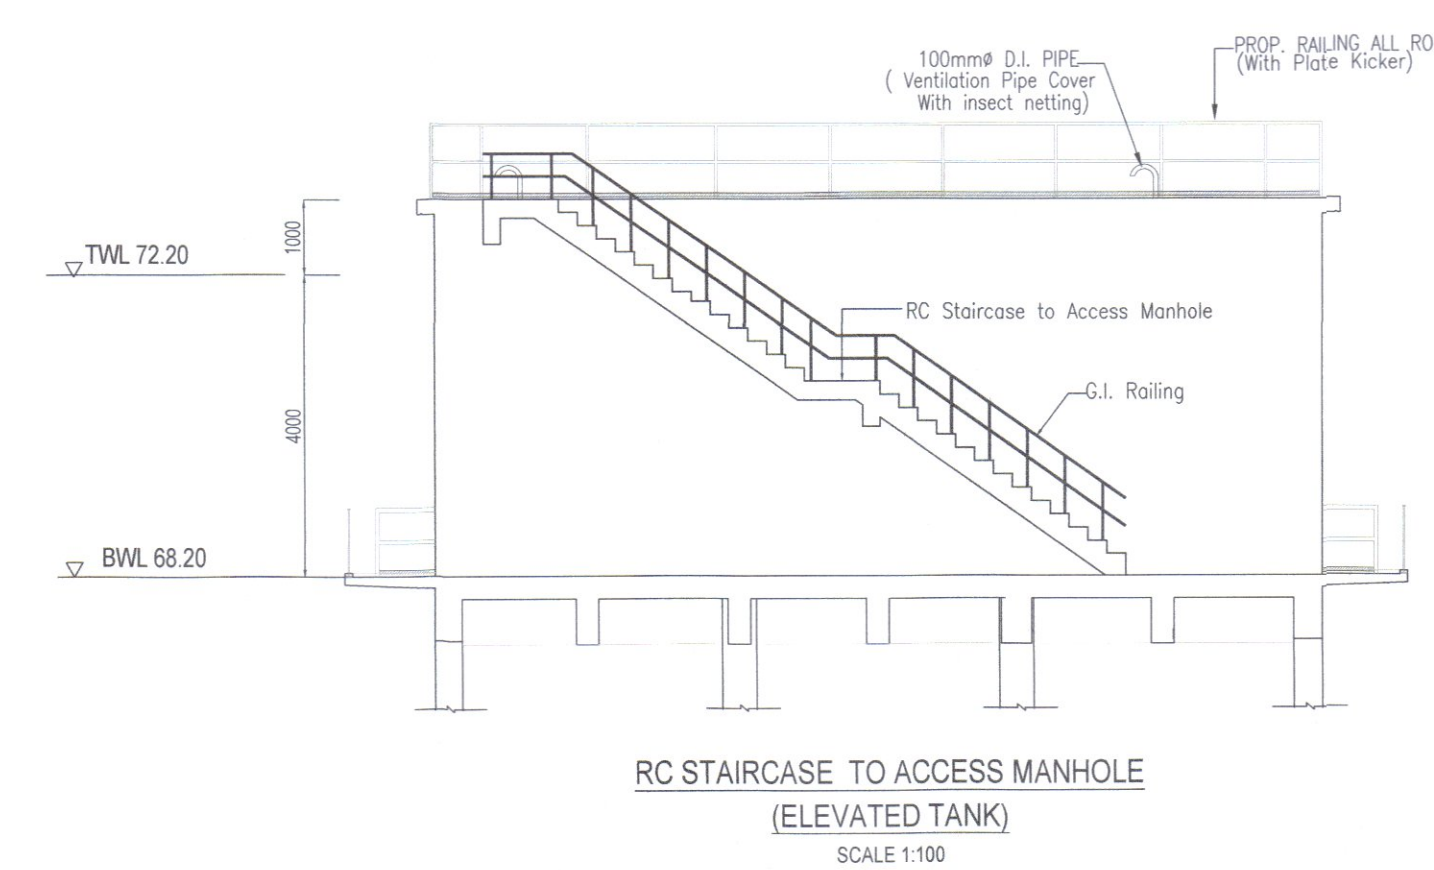 PROP. RAILING ALL RO
(With Plate Kicker)
100mmø D.I. PIPE
( Ventilation Pipe Cover
With insect netting)
1000
TWL 72.20
RC Staircase to Access Manhole
G.I. Railing
4000
BWL 68.20
RC STAIRCASE TO ACCESS MANHOLE
(ELEVATED TANK)
SCALE 1:100